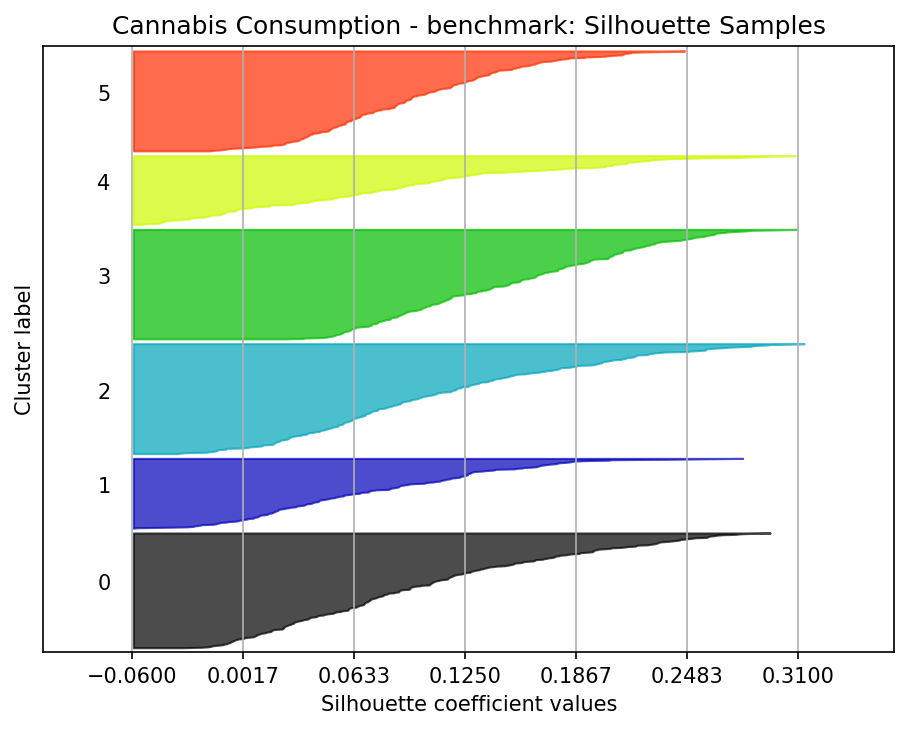 Cannabis Consumption - benchmark: Silhouette Samples
Cluster label
5
4
3
2
1
0
−0.0600 0.0017 0.0633 0.1250 0.1867 0.2483 0.3100
Silhouette coefficient values